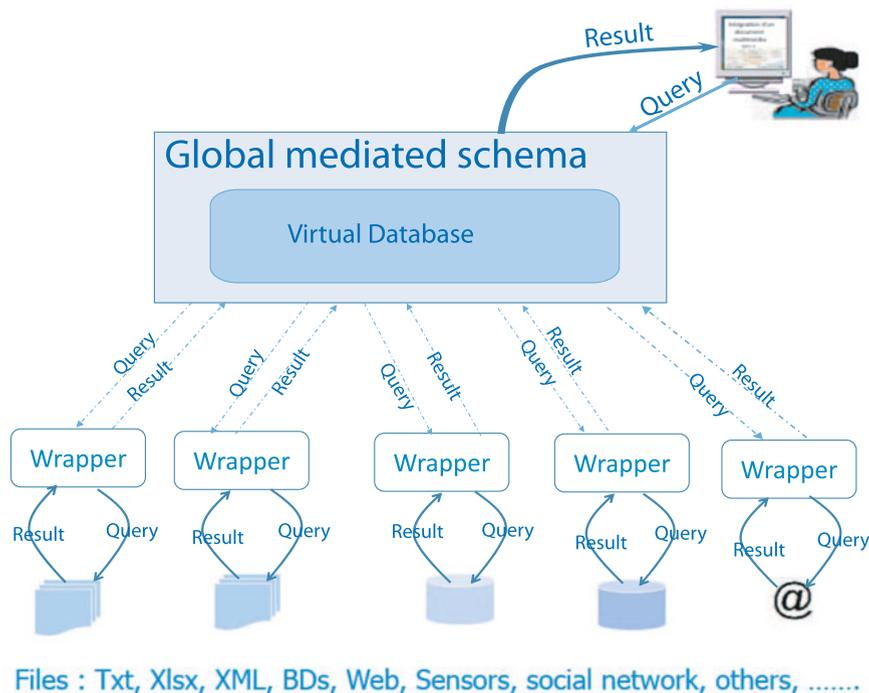 Result
Query
Global mediated schema
Virtual Database
Query
Result
Query
Result
Query
Result
Query
Result
Query
Result
Wrapper
Wrapper
Wrapper
Wrapper
Wrapper
Result
Query
Result
Query
Result
Query
Result
Query
Result
Query
@
Files : Txt, Xlsx, XML, BDs, Web, Sensors, social network, others, .......